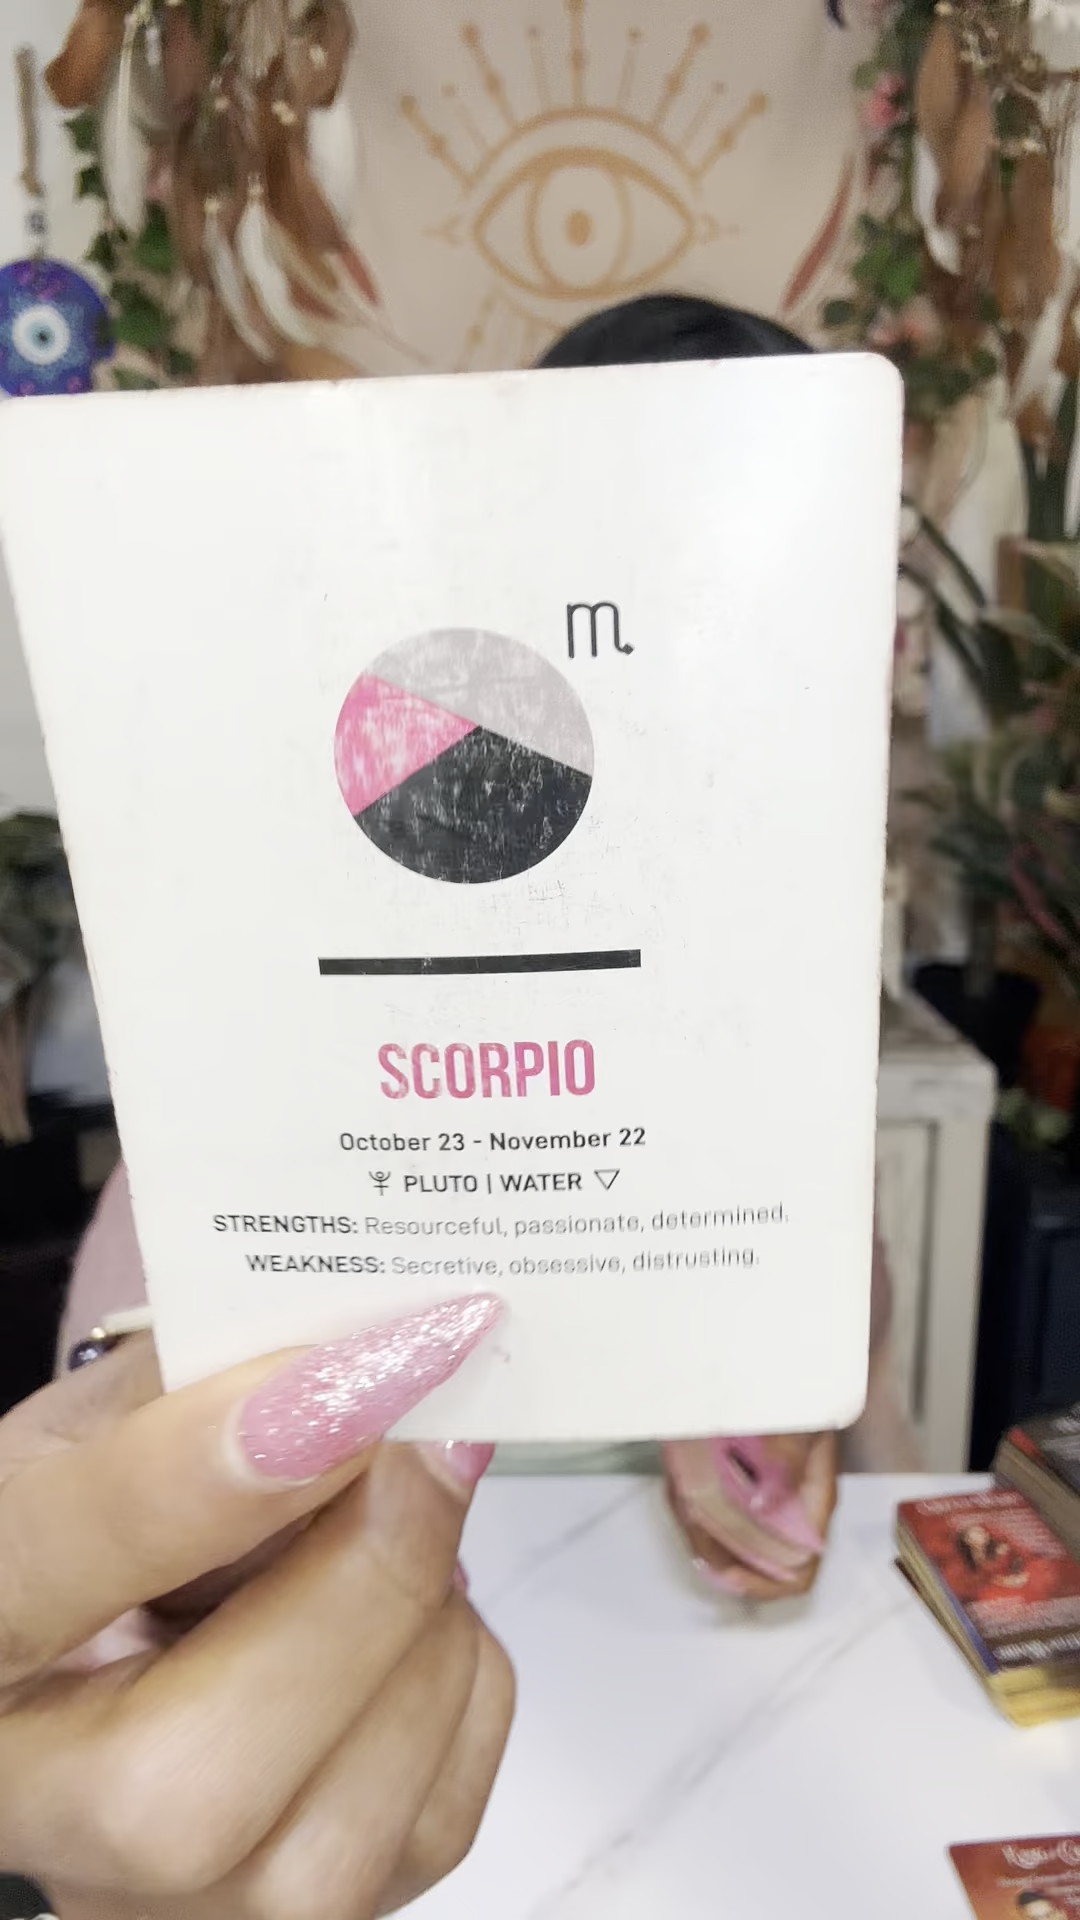 SCORPIO
October 23 - November 22
PLUTO | WATER
STRENGTHS: Resourceful, passionate, determined.
WEAKNESS: Secretive, obsessive, distrusting.